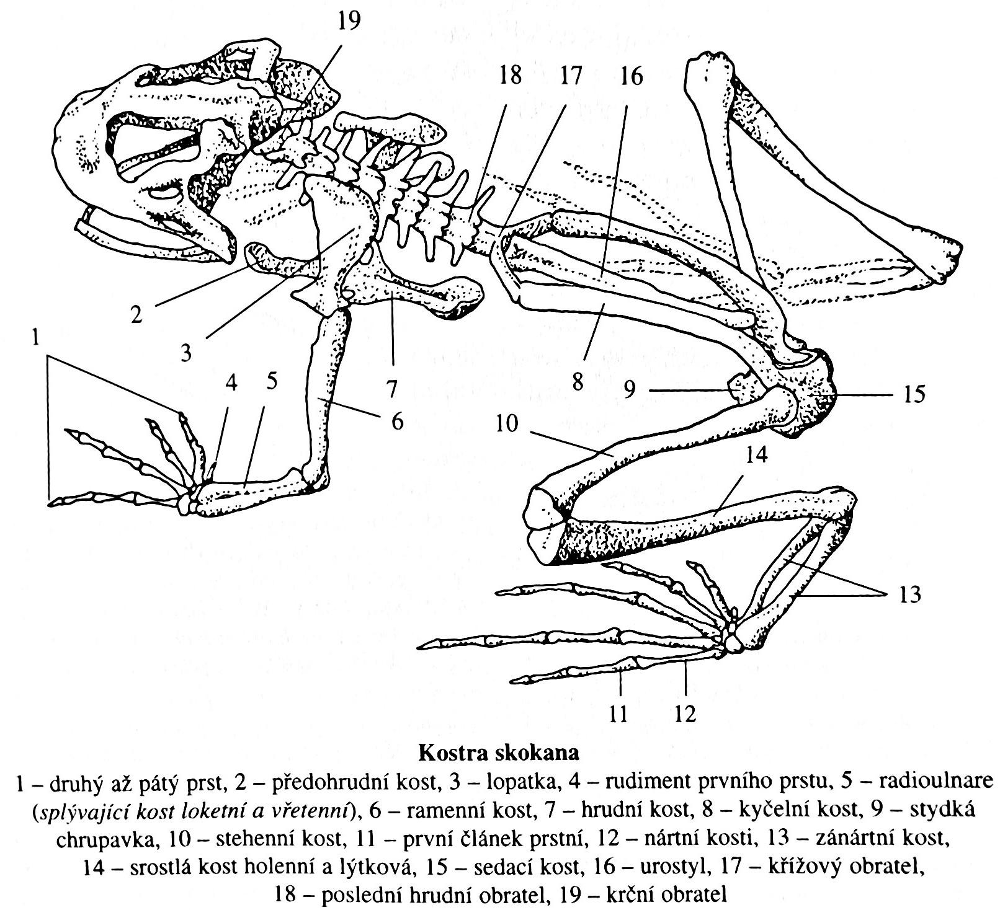 19
18 17 16
2
1
3
4 5
7
8
9
15
6
10
14
13
11 12
Kostra skokana
1 – druhý až pátý prst, 2 – předohrudní kost, 3 – lopatka, 4 – rudiment prvního prstu, 5 – radioulnare
(splývající kost loketní a vřetenní), 6 – ramenní kost, 7 – hrudní kost, 8 – kyčelní kost, 9 – stydká
chrupavka, 10 – stehenní kost, 11 – první článek prstní, 12 – nártní kosti, 13 – zánártní kost,
14 – srostlá kost holenní a lýtková, 15 – sedací kost, 16 – urostyl, 17 – křížový obratel,
18 – poslední hrudní obratel, 19 – krční obratel